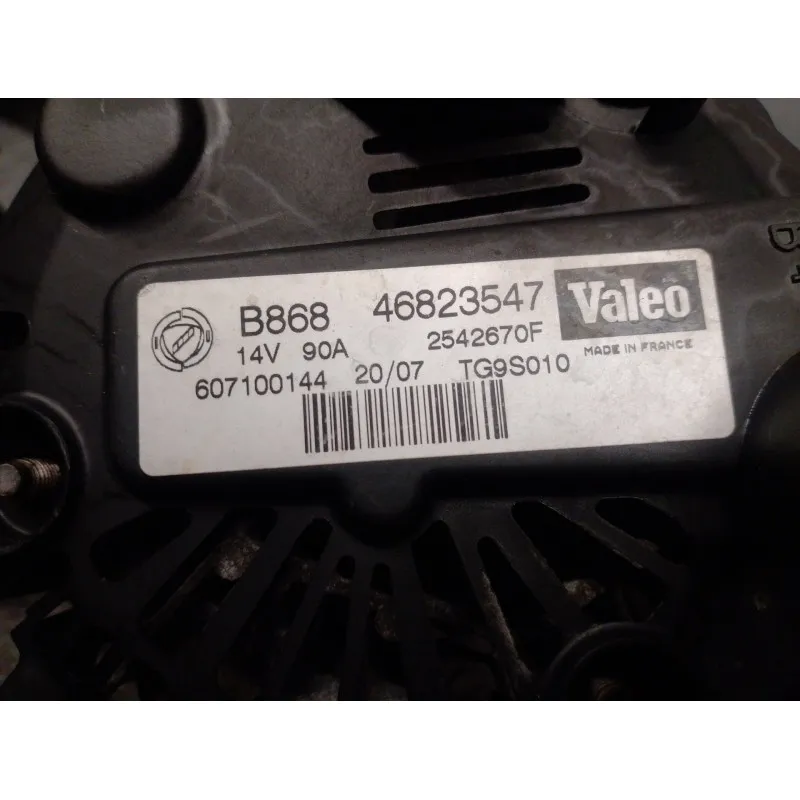 B868 46823547 Valeo
14V 90A 2542670F MADE IN FRANCE
607100144 20/07 TG9S010
B+